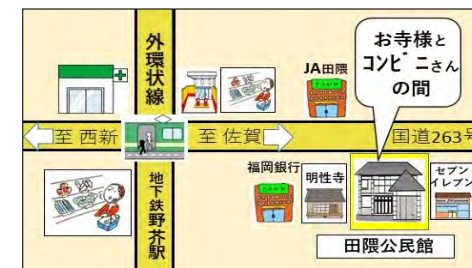 外環状線
お寺様と
コンビニさん
の間
JA田隈
至 西新
至 佐賀
国道263号
地下鉄野芥駅
福岡銀行
明性寺
セブン
イレブン
田隈公民館